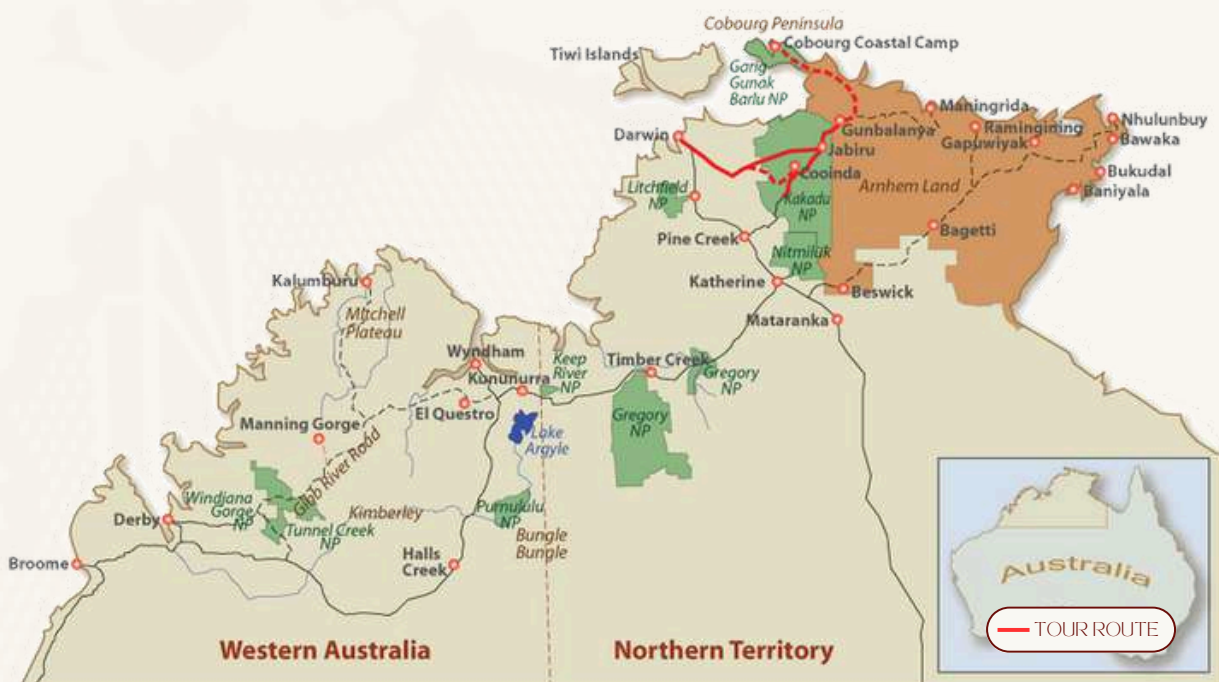 Cobourg Peninsula
Cobourg Coastal Camp
Tiwi Islands
Garig
Gunak
Barlu NP
Maningrida
Nhulunbuy
Ramingining
Gunbalanya
Darwin
Gapuwiyak
Bawaka
Jabiru
Cooinda
Bukudal
Arnhem Land
Baniyala
Litchfield
NP
Kakadu
NP
Bagetti
Pine Creek
Nitmiluk
NP
Kalumburu
Katherine
Beswick
Mitchell
Plateau
Mataranka
Wyndham
Keep
River
NP
Timber Creek
Gregory
NP
Kununurra
El Questro
Gregory
NP
Manning Gorge
Lake
Argyle
Gibb River Road
Windjana
Gorge
NP
Purnululu
NP
Kimberley
Derby
Tunnel Creek
NP
Bungle
Bungle
Halls
Creek
Broome
Australia
TOUR ROUTE
Western Australia
Northern Territory